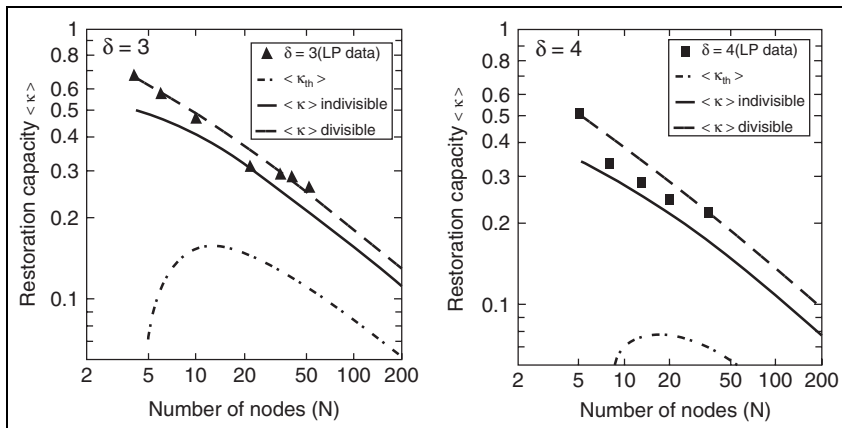 δ = 3
δ = 3(LP data)
< κth >
< κ > indivisible
< κ > divisible
Restoration capacity < κ >
1
0.8
0.6
0.5
0.4
0.3
0.2
0.1
2
5
10
20
50
100
200
Number of nodes (N)
δ = 4
δ = 4(LP data)
< κth >
< κ > indivisible
< κ > divisible
Restoration capacity < κ >
1
0.8
0.6
0.5
0.4
0.3
0.2
0.1
2
5
10
20
50
100
200
Number of nodes (N)